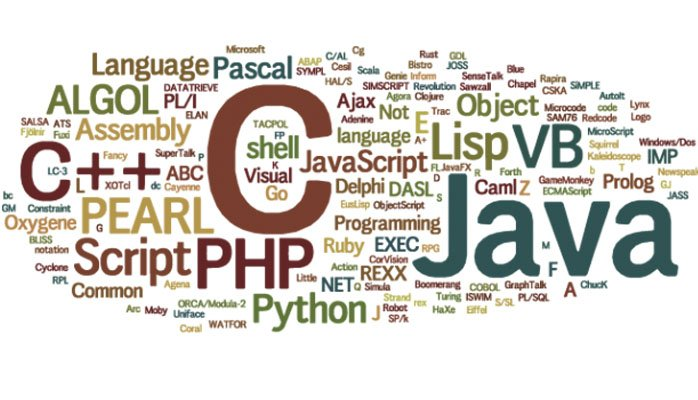 Microsoft
Language Pascal ABAP C/AL Cg
SYMPL Cesil Rust GDL
Bistro JOSS
HAL/S Scala Genie Inform SenseTalk Blue
DATATRIEVE SIMSCRIPT Revolution Sawzall Chapel Rapira
ALGOL PL/I Ajax Agora Clojure Object CSKA SiMPLE
ELAN Adenine Not E Trac Microcode AutoIt
code Lynx
SAM76 Redcode Logo
SALSA ATS Assembly TACPOL language A+ Lisp VB MicroScript
Fjölnir Fuxi FP
C shell
Fancy SuperTalk P K JavaScript Squirrel Windows/Dos
C++ LC-3 ABC Visual FL JavaFX Kaleidoscope IMP
L XOTcl dc Cayenne Go Delphi DASL D R Forth b T Newspeak
S Caml Z GameMonkey Prolog GJ
ECMAScript JASS
bc
GM Constraint EusLisp ObjectScript
Oxygene PEARL G Programming Java
BLISS
notation Script PHP Ruby EXEC RPG M
Cyclone CorVision F
RPL Action REXX
Common Agena Little NET Q Simula Boomerang COBOL GraphTalk A ChucK
Arc Moby ORCA/Modula-2 Python Strand rex Turing ISWIM PL/SQL
Uniface J Robot HaXe Eiffel S/SL
Coral WATFOR SP/k